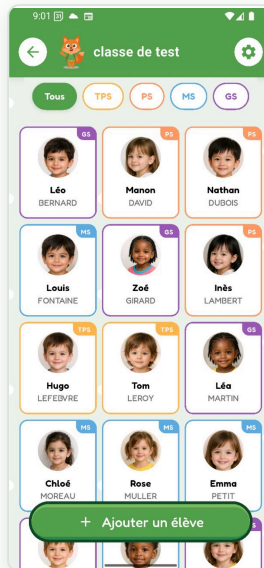 9:01 31
classe de test
Tous TPS PS MS GS
GS PS PS
Léo Manon Nathan
BERNARD DAVID DUBOIS
MS GS PS
Louis Zoé Inès
FONTAINE GIRARD LAMBERT
TPS TPS GS
Hugo Tom Léa
LEFEBVRE LEROY MARTIN
MS MS MS
Chloé Rose Emma
MOREAU MULLER PETIT
+ Ajouter un élève